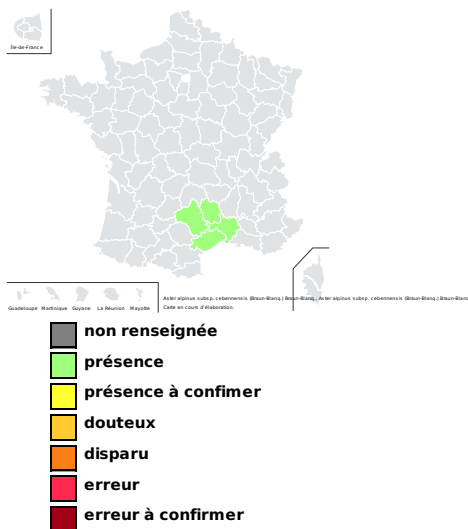 Île-de-France
Guadeloupe Martinique Guyane La Réunion Mayotte
Aster alpinus subsp. cebennensis (Braun-Blanq.) Braun-Blanq., Aster alpinus subsp. cebennensis (Braun-Blanq.) Braun-Blanq
Carte en cours d'élaboration.
non renseignée
présence
présence à confimer
douteux
disparu
erreur
erreur à confirmer